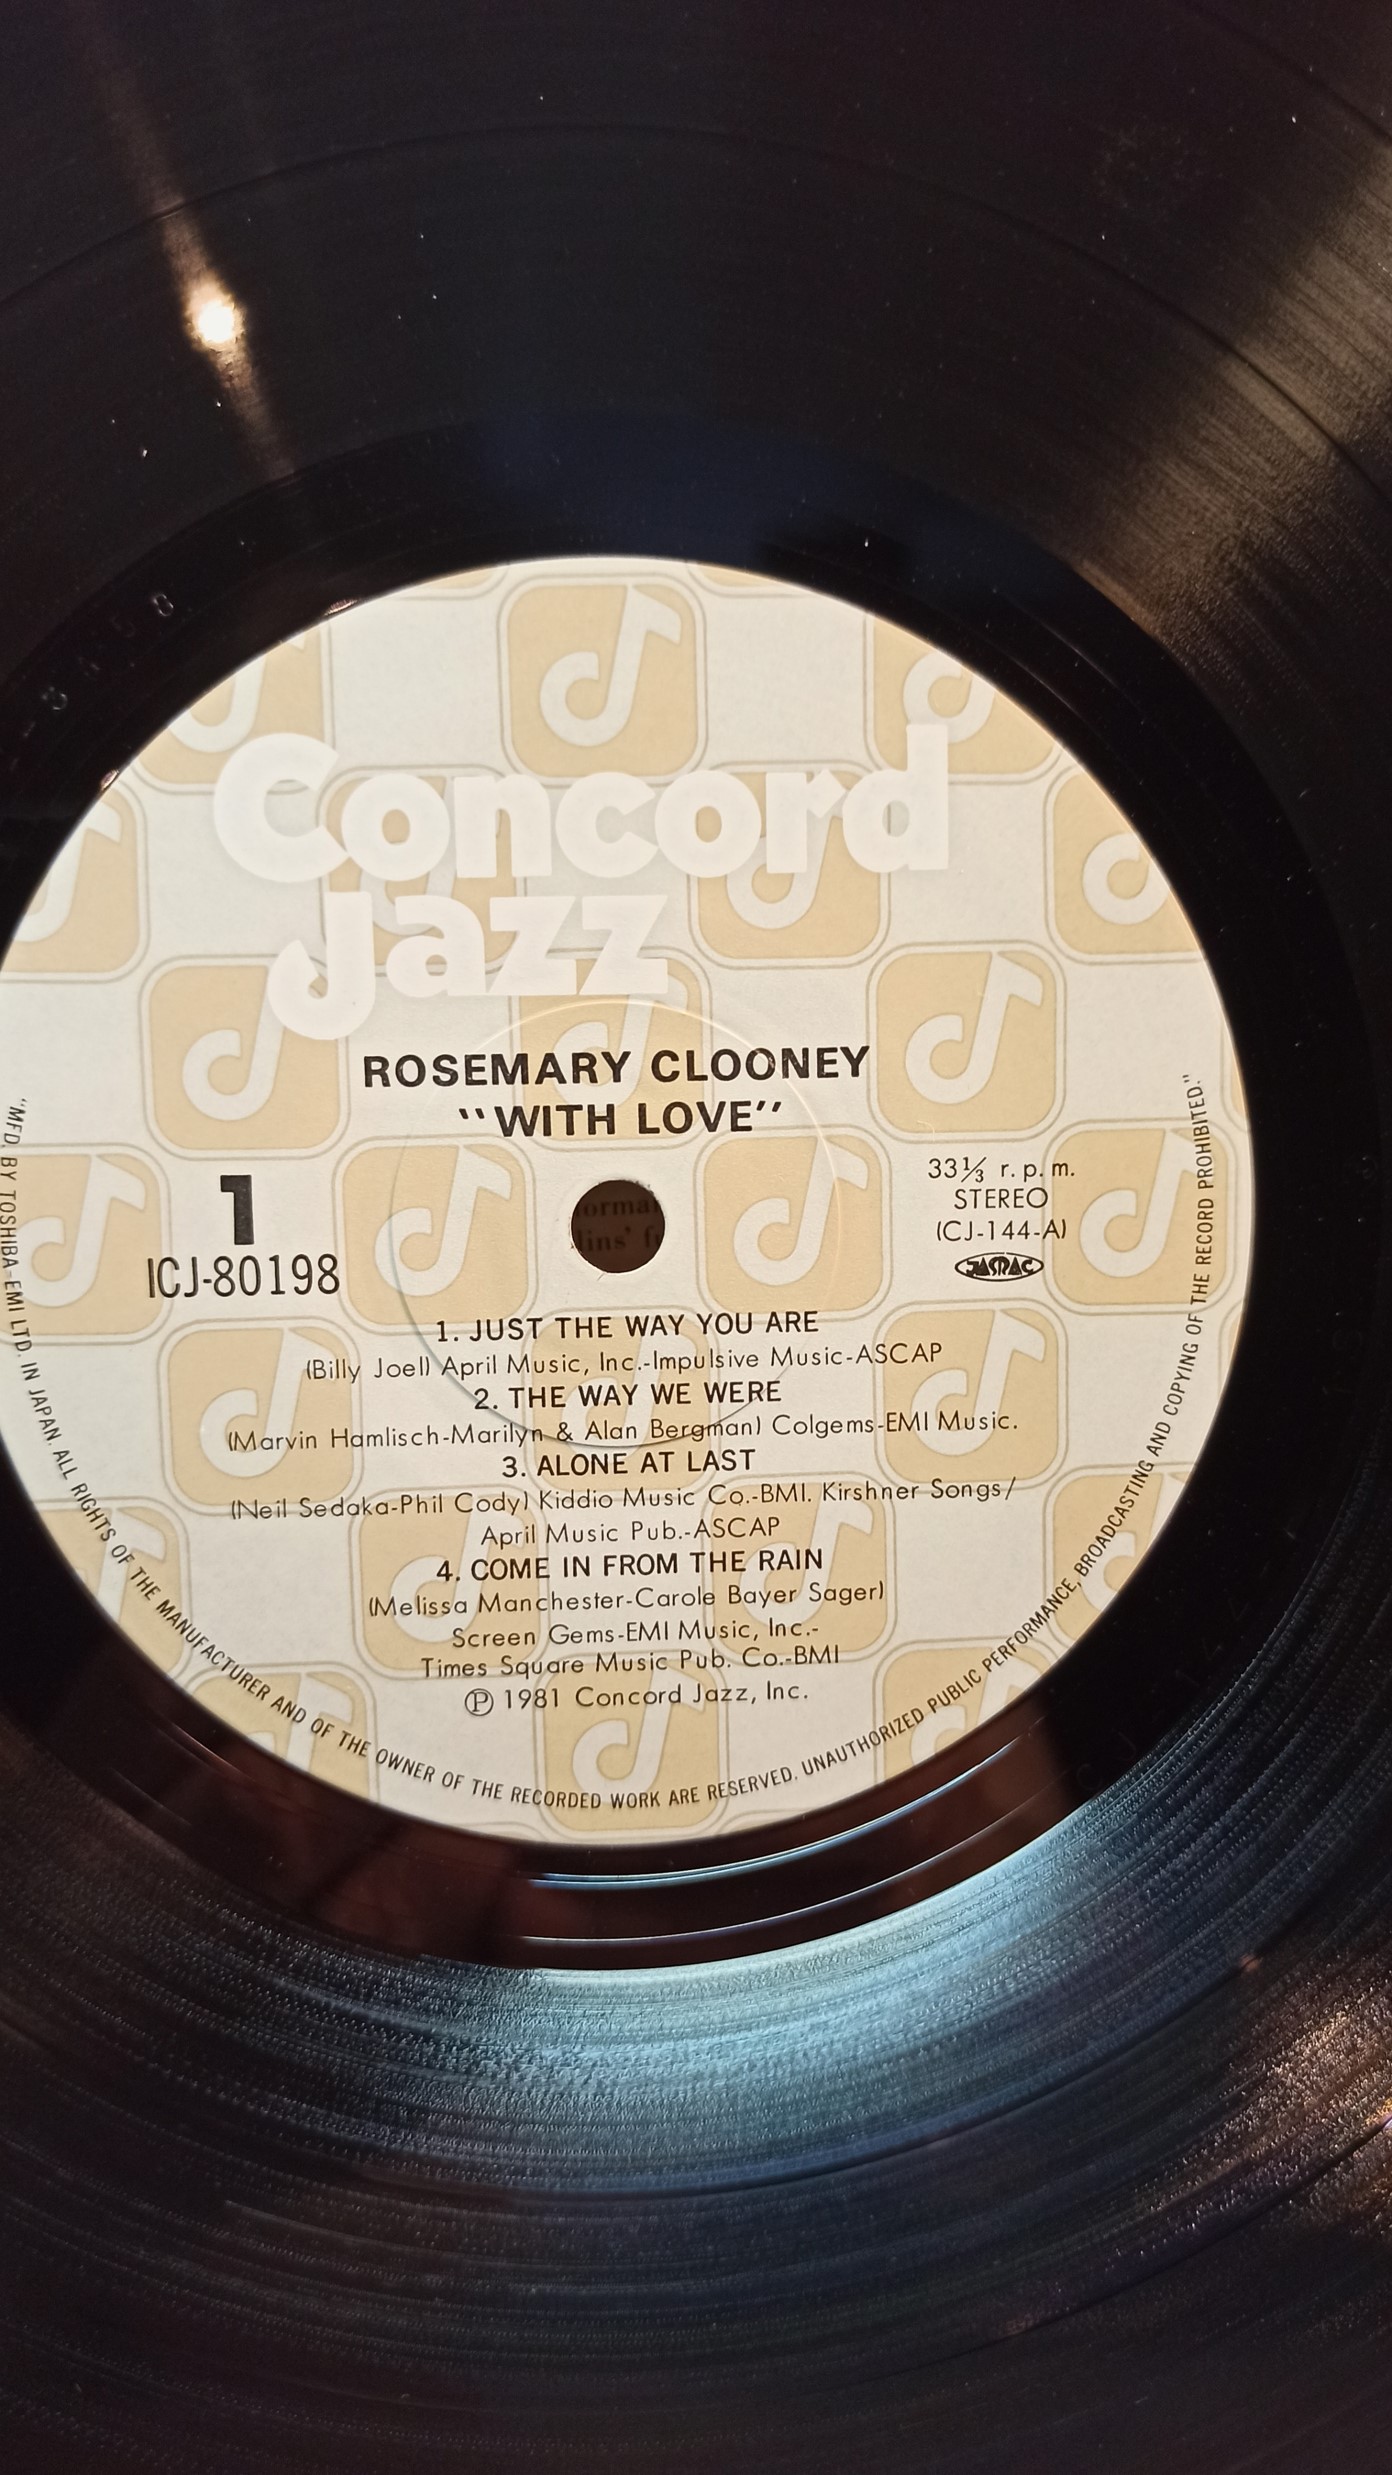 Concord
Jazz
ROSEMARY CLOONEY
"WITH LOVE"
1
ICJ-80198
33⅓ r.p.m.
STEREO
(CJ-144-A)
JASRAC
1. JUST THE WAY YOU ARE
(Billy Joel) April Music, Inc.-Impulsive Music-ASCAP
2. THE WAY WE WERE
(Marvin Hamlisch-Marilyn & Alan Bergman) Colgems-EMI Music.
3. ALONE AT LAST
(Neil Sedaka-Phil Cody) Kiddio Music Co.-BMI. Kirshner Songs/
April Music Pub.-ASCAP
4. COME IN FROM THE RAIN
(Melissa Manchester-Carole Bayer Sager)
Screen Gems-EMI Music, Inc.-
Times Square Music Pub. Co.-BMI
Ⓟ 1981 Concord Jazz, Inc.
"MFD. BY TOSHIBA-EMI LTD. IN JAPAN. ALL RIGHTS OF THE MANUFACTURER AND OF THE OWNER OF THE RECORDED WORK ARE RESERVED. UNAUTHORIZED PUBLIC PERFORMANCE, BROADCASTING AND COPYING OF THE RECORD PROHIBITED."